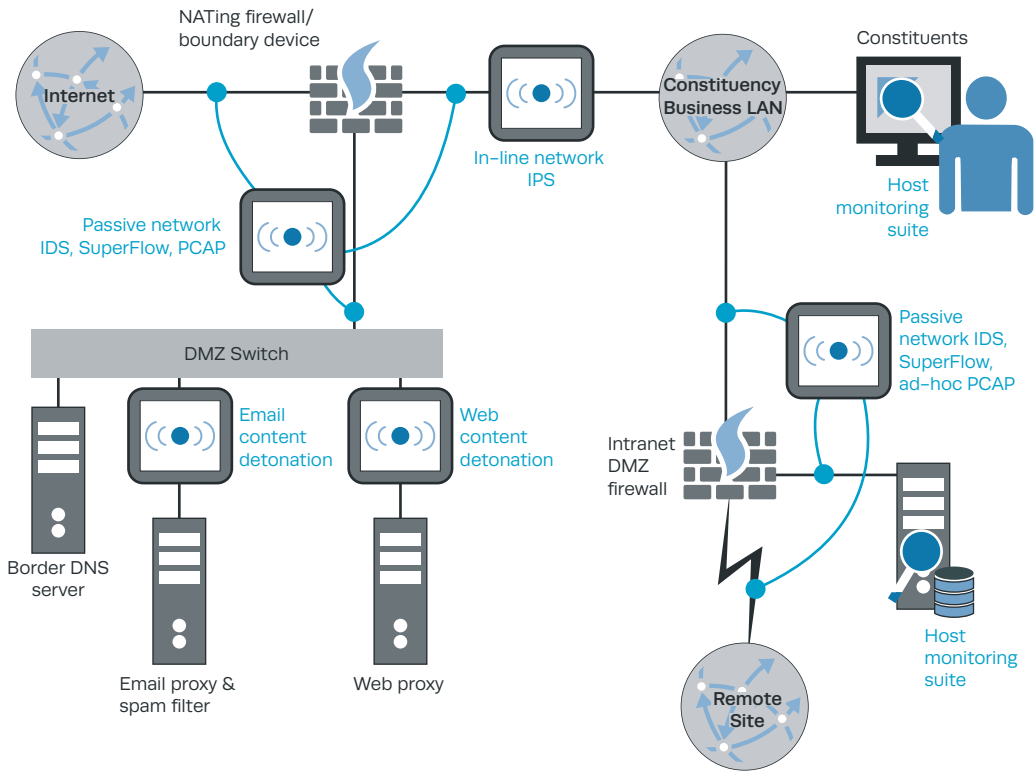 NATing firewall/
boundary device
Constituents
Internet
Constituency
Business LAN
In-line network
IPS
Host
monitoring
suite
Passive network
IDS, SuperFlow, PCAP
DMZ Switch
Passive
network IDS,
SuperFlow,
ad-hoc PCAP
Email
content
detonation
Web
content
detonation
Intranet
DMZ
firewall
Border DNS
server
Email proxy &
spam filter
Web proxy
Host
monitoring
suite
Remote
Site